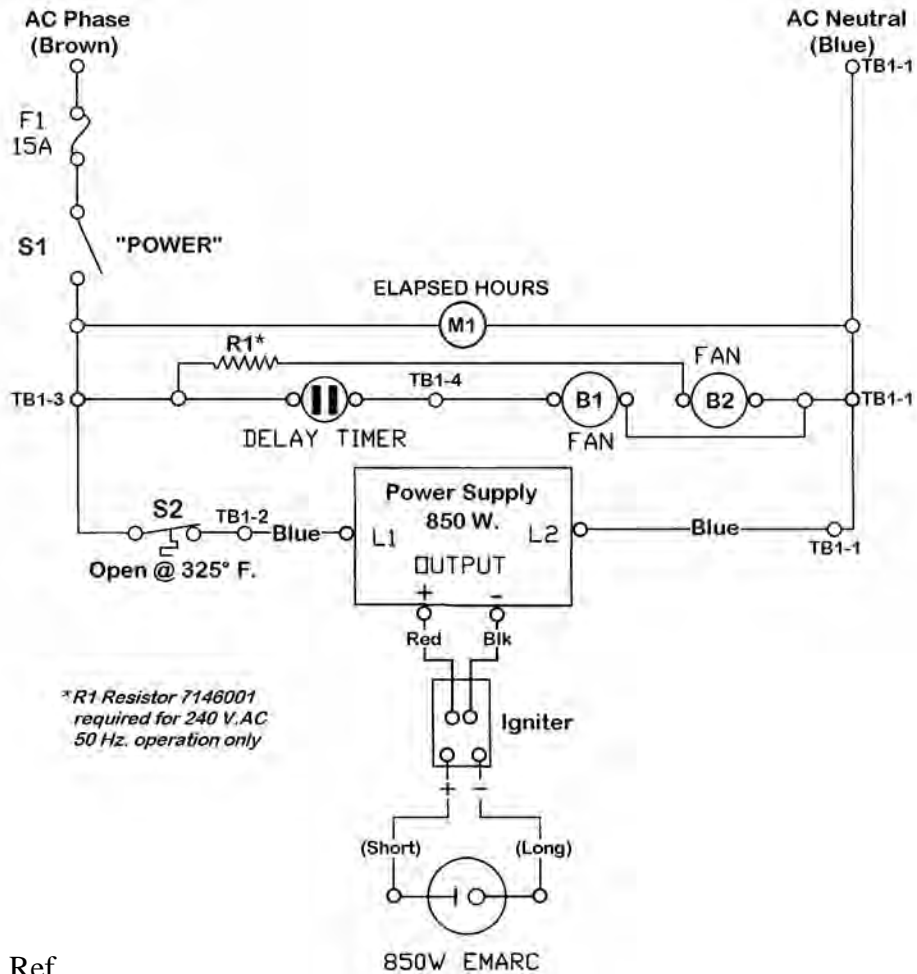 AC Phase
(Brown)
AC Neutral
(Blue)
TB1-1
F1
15A
S1
"POWER"
ELAPSED HOURS
M1
R1*
FAN
TB1-3
TB1-4
B1
B2
TB1-1
DELAY TIMER
FAN
S2
TB1-2
Blue
Power Supply
850 W.
L1
L2
Blue
TB1-1
Open @ 325° F.
OUTPUT
+ -
Red
Blk
*R1 Resistor 7146001
required for 240 V.AC
50 Hz. operation only
Igniter
+ -
(Short)
(Long)
850W EMARC
Ref